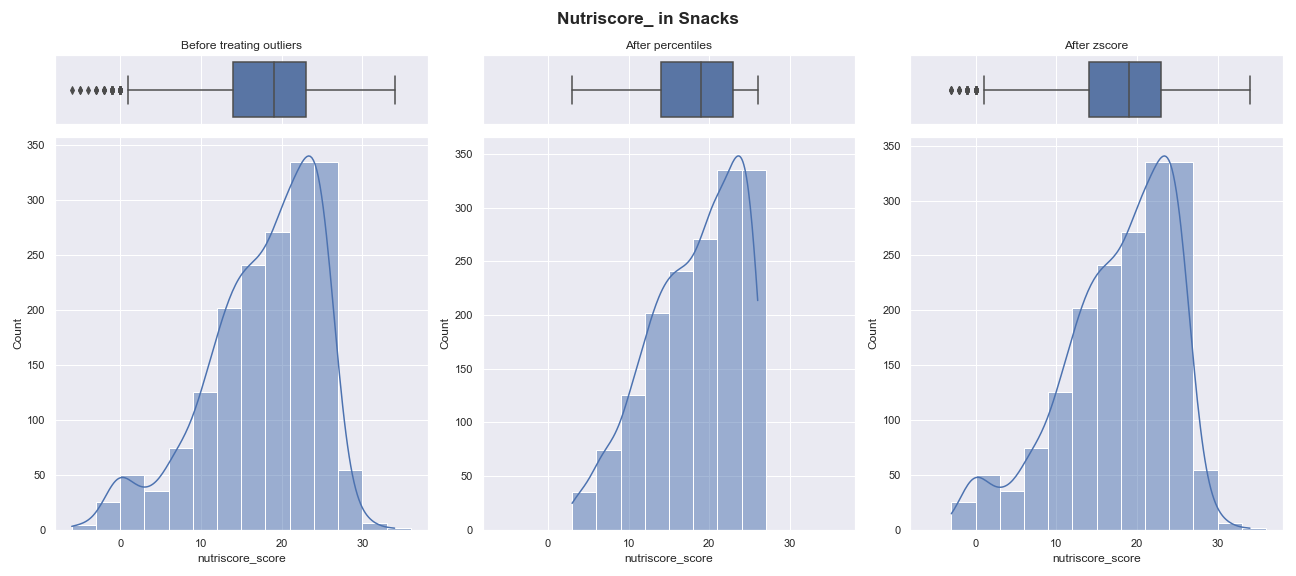 Nutriscore_ in Snacks
Before treating outliers
350
300
250
200
150
100
50
0
Count
0 10 20 30
nutriscore_score
After percentiles
350
300
250
200
150
100
50
0
Count
0 10 20 30
nutriscore_score
After zscore
350
300
250
200
150
100
50
0
Count
0 10 20 30
nutriscore_score